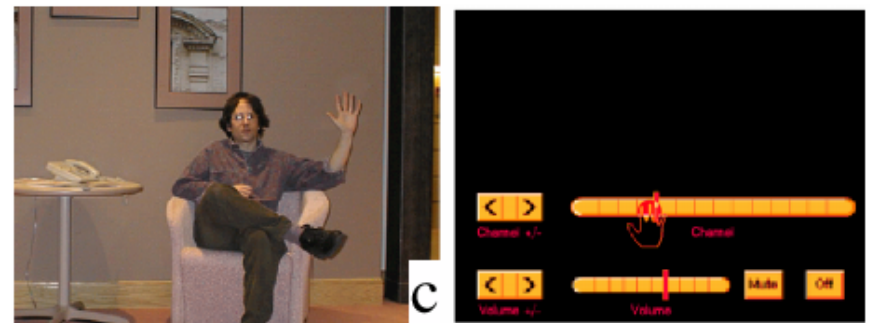 c
< >
Channel +/-
Channel
< >
Mute
Off
Volume +/-
Volume